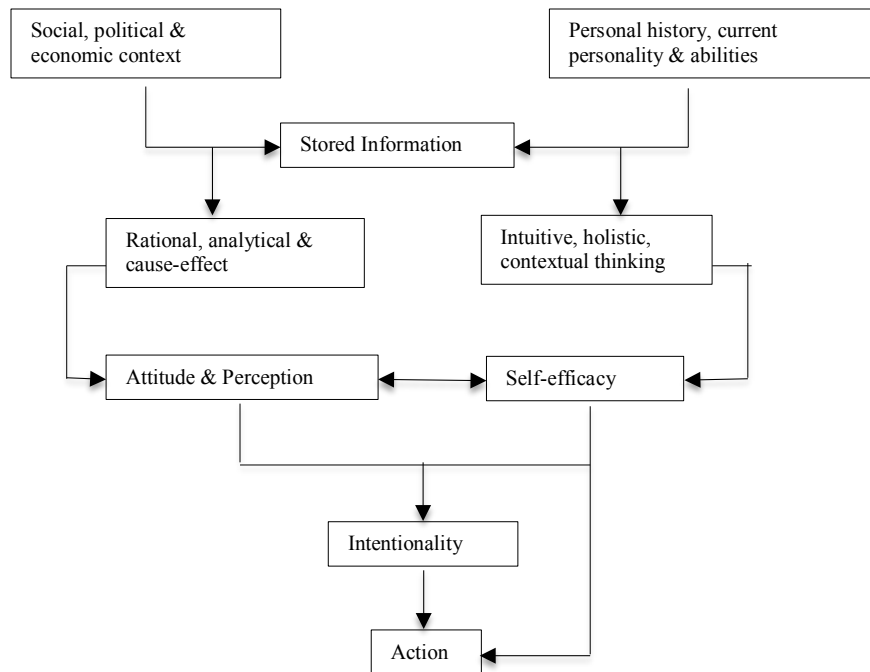 Social, political &
economic context
Personal history, current
personality & abilities
Stored Information
Rational, analytical &
cause-effect
Intuitive, holistic,
contextual thinking
Attitude & Perception
Self-efficacy
Intentionality
Action